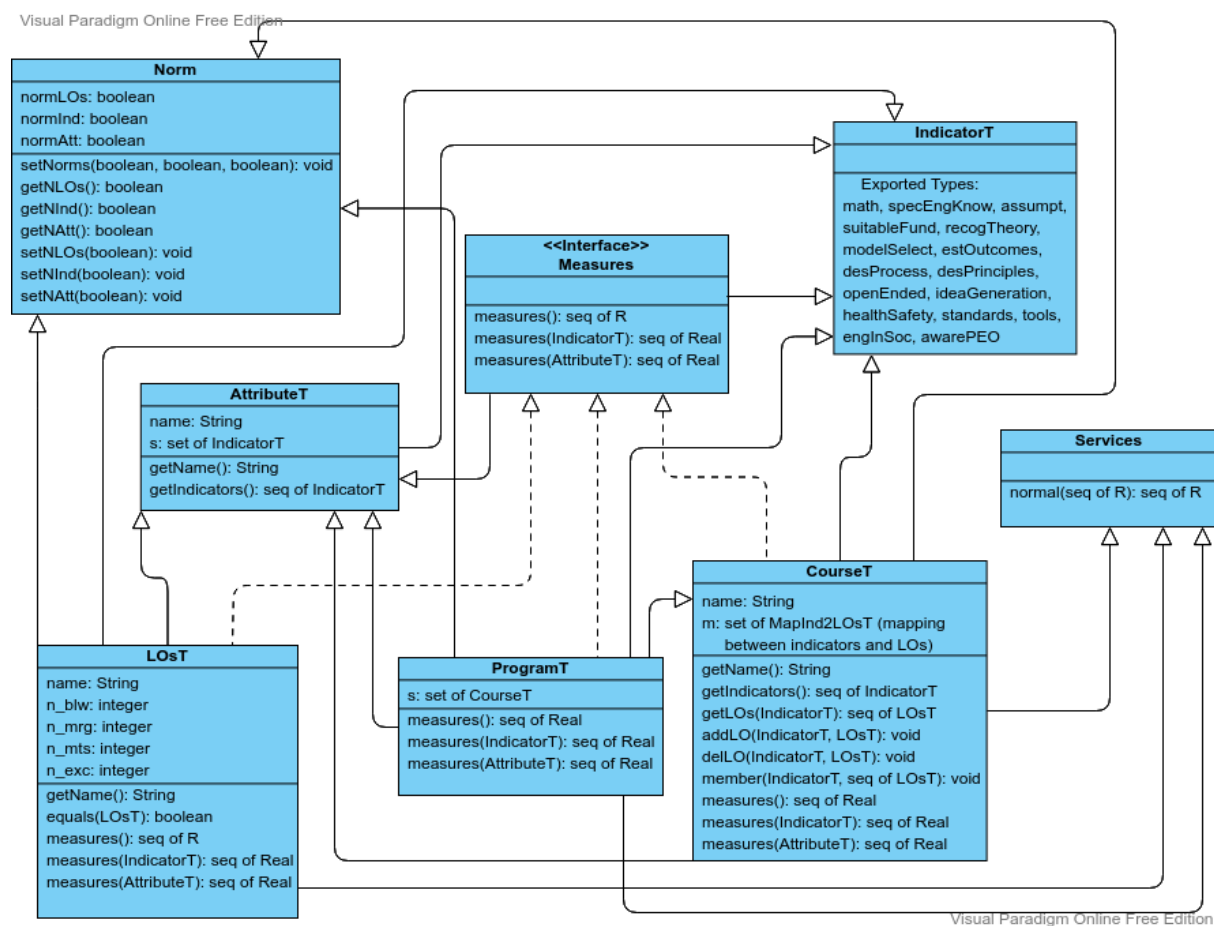 Visual Paradigm Online Free Edition
Norm
normLOs: boolean
normInd: boolean
normAtt: boolean
setNorms(boolean, boolean, boolean): void
getNLOs(): boolean
getNInd(): boolean
getNAtt(): boolean
setNLOs(boolean): void
setNInd(boolean): void
setNAtt(boolean): void
IndicatorT
Exported Types:
math, specEngKnow, assumpt,
suitableFund, recogTheory,
modelSelect, estOutcomes,
desProcess, desPrinciples,
openEnded, ideaGeneration,
healthSafety, standards, tools,
engInSoc, awarePEO
<<Interface>>
Measures
measures(): seq of R
measures(IndicatorT): seq of Real
measures(AttributeT): seq of Real
AttributeT
name: String
s: set of IndicatorT
getName(): String
getIndicators(): seq of IndicatorT
Services
normal(seq of R): seq of R
CourseT
name: String
m: set of MapInd2LOsT (mapping
between indicators and LOs)
getName(): String
getIndicators(): seq of IndicatorT
getLOs(IndicatorT): seq of LOsT
addLO(IndicatorT, LOsT): void
delLO(IndicatorT, LOsT): void
member(IndicatorT, seq of LOsT): void
measures(): seq of Real
measures(IndicatorT): seq of Real
measures(AttributeT): seq of Real
LOsT
name: String
n_blw: integer
n_mrg: integer
n_mts: integer
n_exc: integer
getName(): String
equals(LOsT): boolean
measures(): seq of R
measures(IndicatorT): seq of Real
measures(AttributeT): seq of Real
ProgramT
s: set of CourseT
measures(): seq of Real
measures(IndicatorT): seq of Real
measures(AttributeT): seq of Real
Visual Paradigm Online Free Edition